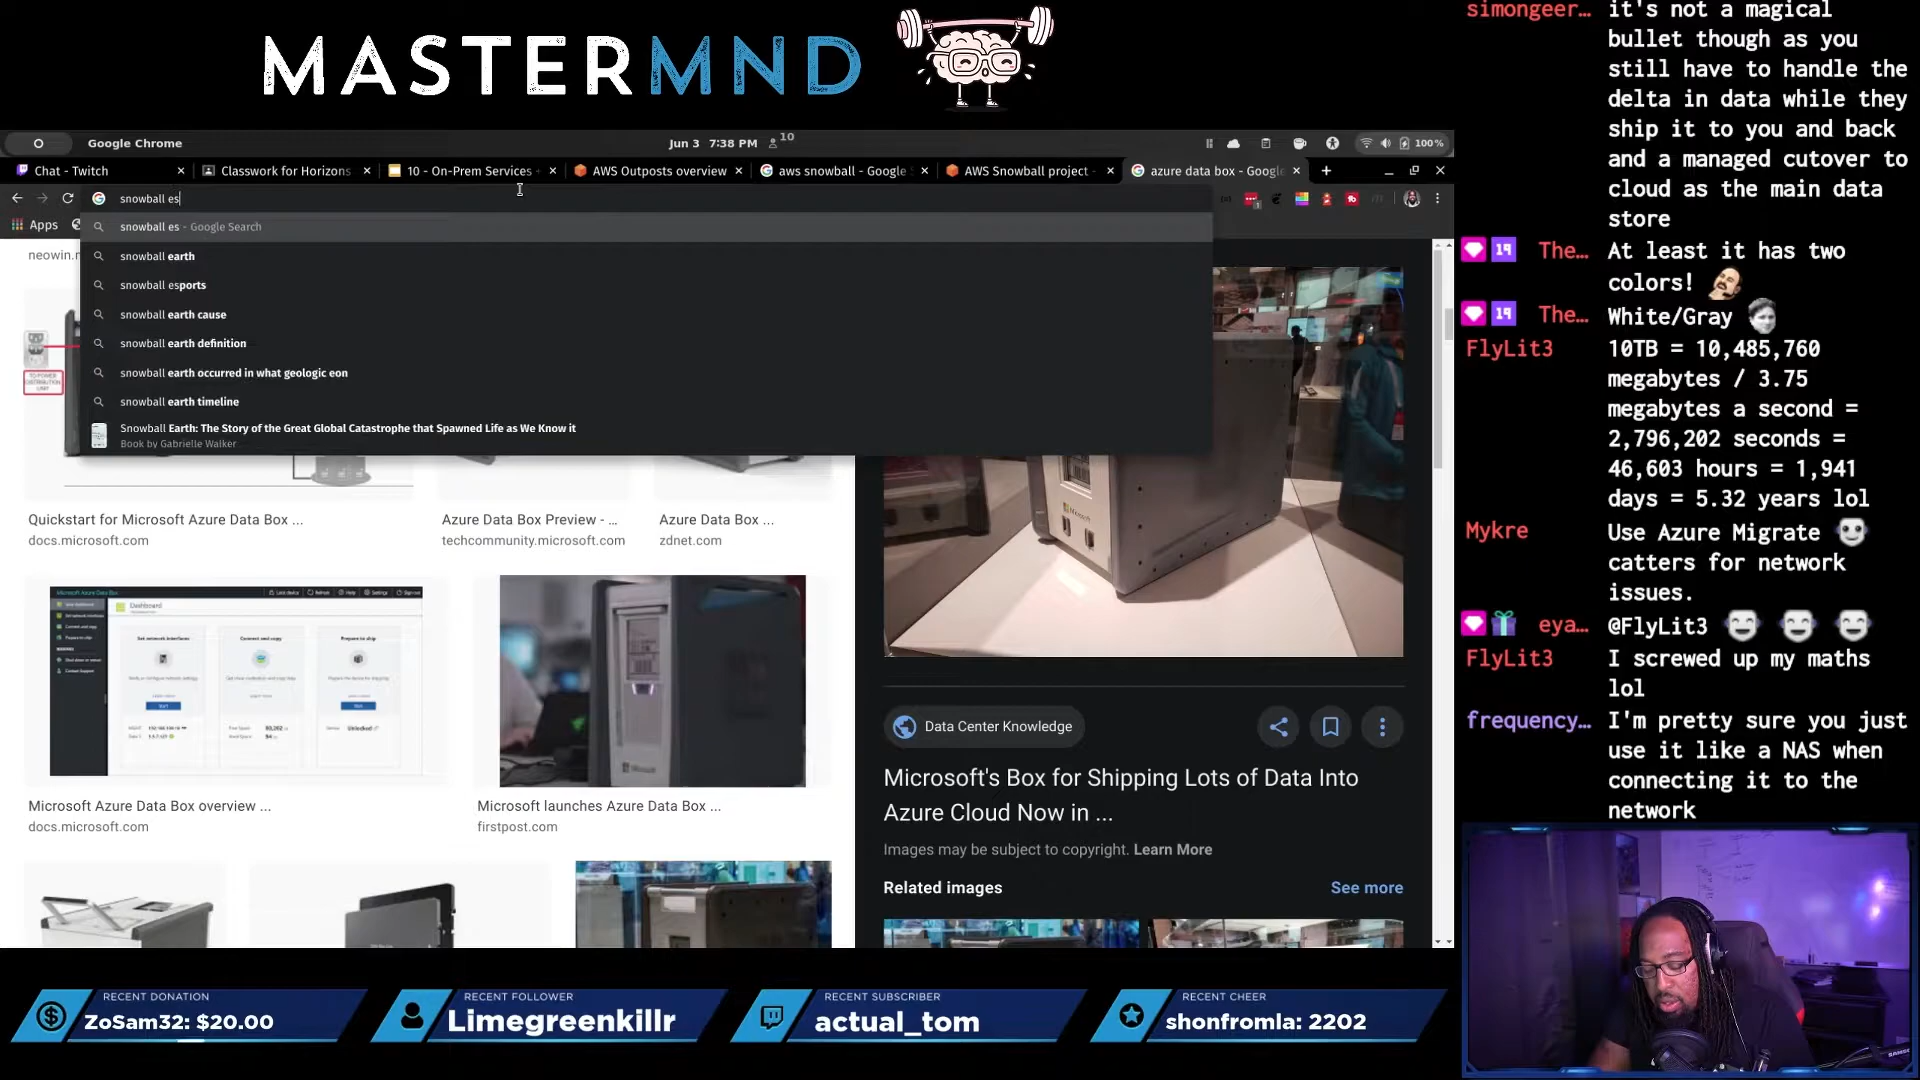 MASTERMND
Google Chrome
Jun 3 7:38 PM
10
100%
Chat - Twitch
Classwork for Horizons
10 - On-Prem Services
AWS Outposts overview
aws snowball - Google
AWS Snowball project -
azure data box - Google
snowball es
Apps
snowball es - Google Search
snowball earth
snowball esports
snowball earth cause
snowball earth definition
snowball earth occurred in what geologic eon
snowball earth timeline
Snowball Earth: The Story of the Great Global Catastrophe that Spawned Life as We Know it
Book by Gabrielle Walker
Quickstart for Microsoft Azure Data Box ...
docs.microsoft.com
Azure Data Box Preview - ...
techcommunity.microsoft.com
Azure Data Box ...
zdnet.com
Dashboard
Set network interfaces
Connect and copy
Prepare to ship
Microsoft Azure Data Box overview ...
docs.microsoft.com
Microsoft launches Azure Data Box ...
firstpost.com
Data Center Knowledge
Microsoft's Box for Shipping Lots of Data Into
Azure Cloud Now in ...
Images may be subject to copyright. Learn More
Related images
See more
simongeer...
it's not a magical
bullet though as you
still have to handle the
delta in data while they
ship it to you and back
and a managed cutover to
cloud as the main data
store
19 The... At least it has two
colors!
19 The... White/Gray
FlyLit3 10TB = 10,485,760
megabytes / 3.75
megabytes a second =
2,796,202 seconds =
46,603 hours = 1,941
days = 5.32 years lol
Mykre Use Azure Migrate
catters for network
issues.
eya... @FlyLit3
FlyLit3 I screwed up my maths
lol
frequency... I'm pretty sure you just
use it like a NAS when
connecting it to the
network
RECENT DONATION
ZoSam32: $20.00
RECENT FOLLOWER
Limegreenkillr
RECENT SUBSCRIBER
actual_tom
RECENT CHEER
shonfromla: 2202